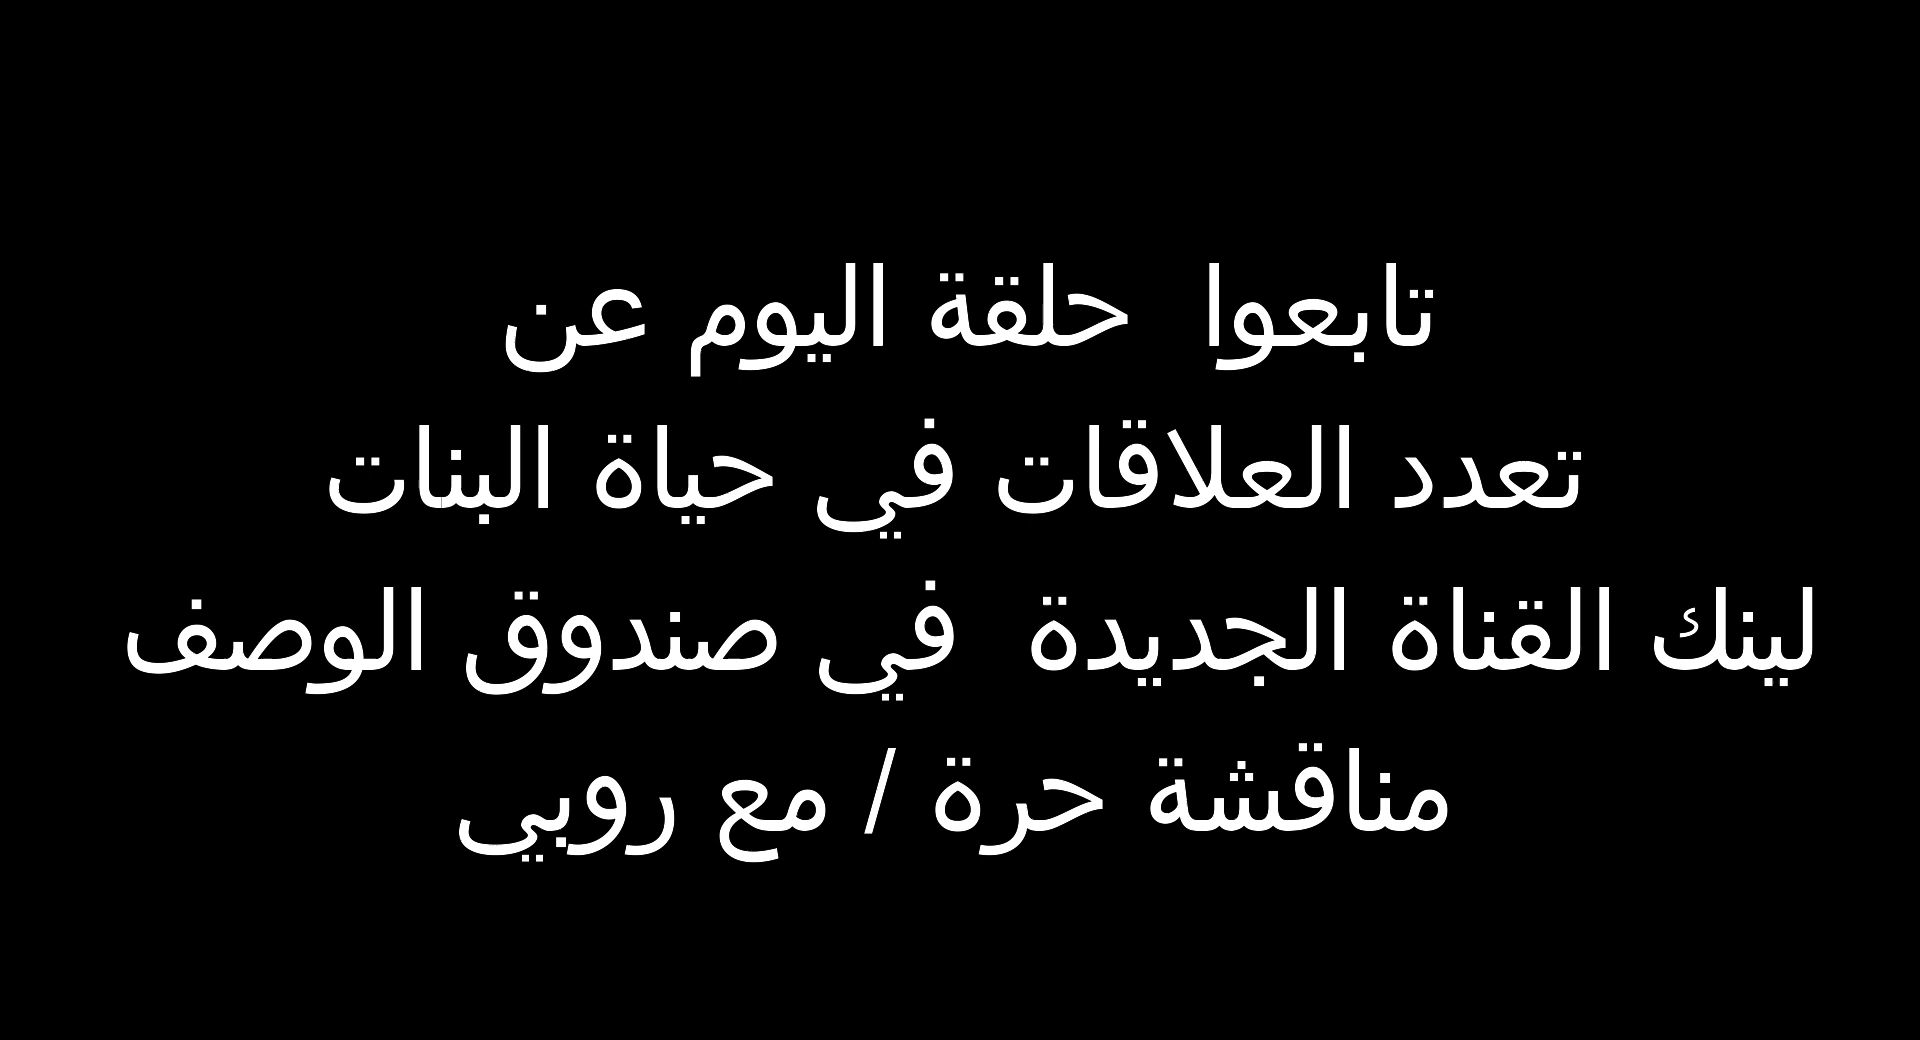 تابعوا  حلقة اليوم عن
تعدد العلاقات في حياة البنات
لينك القناة الجديدة  في صندوق الوصف
مناقشة حرة / مع روبي